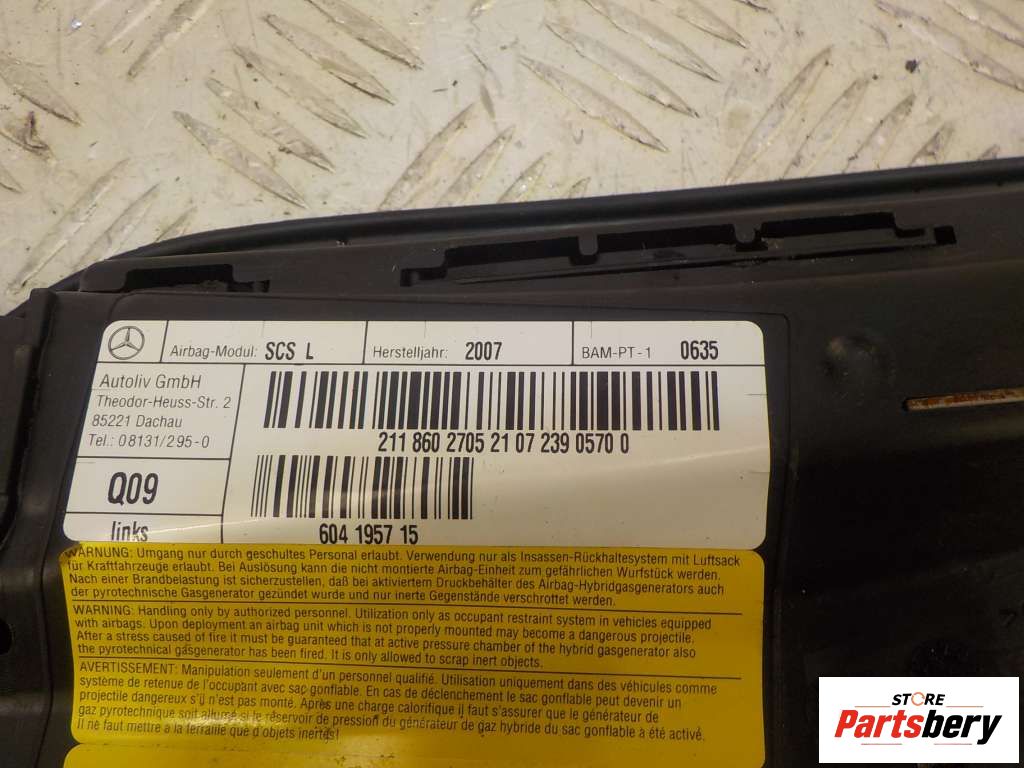 Airbag-Modul: SCS L
Herstelljahr: 2007
BAM-PT-1 0635
Autoliv GmbH
Theodor-Heuss-Str. 2
85221 Dachau
Tel.: 08131/295-0
211 860 2705 21 07 239 0570 0
Q09
604 1957 15
links
WARNUNG: Umgang nur durch geschultes Personal erlaubt. Verwendung nur als Insassen-Rückhaltesystem mit Luftsack
für Kraftfahrzeuge erlaubt. Bei Auslösung kann die nicht montierte Airbag-Einheit zum gefährlichen Wurfstück werden.
Nach einer Brandbelastung ist sicherzustellen, daß bei aktiviertem Druckbehälter des Airbag-Hybridgasgenerators auch
der pyrotechnische Gasgenerator gezündet wurde und nur inerte Gegenstände verschrottet werden.
WARNING: Handling only by authorized personnel. Utilization only as occupant restraint system in vehicles equipped
with airbags. Upon deployment an airbag unit which is not properly mounted may become a dangerous projectile.
After a stress caused of fire it must be guaranteed that at active pressure chamber of the hybrid gasgenerator also
the pyrotechnical gasgenerator has been fired. It is only allowed to scrap inert objects.
AVERTISSEMENT: Manipulation seulement d'un personnel qualifié. Utilisation uniquement dans des véhicules comme
système de retenue de l'occupant avec sac gonflable. En cas de déclenchement le sac gonflable peut devenir un
projectile dangereux s'il n'est pas monté. Après une charge calorifique il faut s'assurer que le générateur de
gaz pyrotechnique soit allumé si le réservoir de pression du générateur de gaz hybride du sac gonflable a été activé.
Il ne faut mettre à la ferraille que d'objets inertes!
STORE
Partsbery